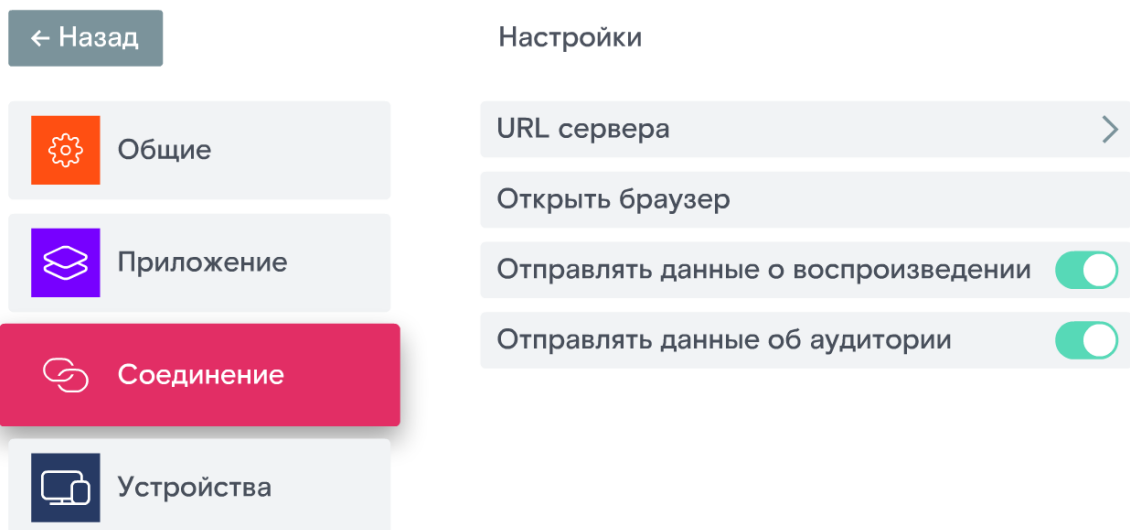 ← Назад
Настройки
Общие
Приложение
Соединение
Устройства
URL сервера
Открыть браузер
Отправлять данные о воспроизведении
Отправлять данные об аудитории